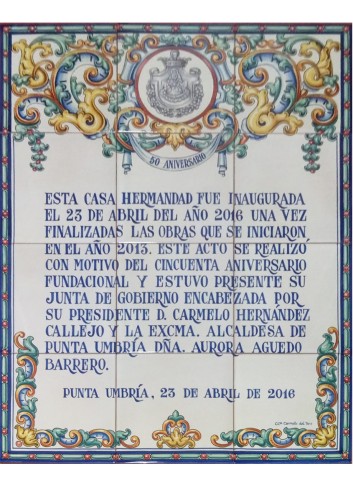 50 ANIVERSARIO
ESTA CASA HERMANDAD FUE INAUGURADA
EL 23 DE ABRIL DEL AÑO 2016 UNA VEZ
FINALIZADAS LAS OBRAS QUE SE INICIARON
EN EL AÑO 2013. ESTE ACTO SE REALIZÓ
CON MOTIVO DEL CINCUENTA ANIVERSARIO
FUNDACIONAL Y ESTUVO PRESENTE SU
JUNTA DE GOBIERNO ENCABEZADA POR
SU PRESIDENTE D. CARMELO HERNÁNDEZ
CALLEJO Y LA EXCMA. ALCALDESA DE
PUNTA UMBRÍA DÑA. AURORA AGUEDO
BARRERO.
PUNTA UMBRÍA, 23 DE ABRIL DE 2016